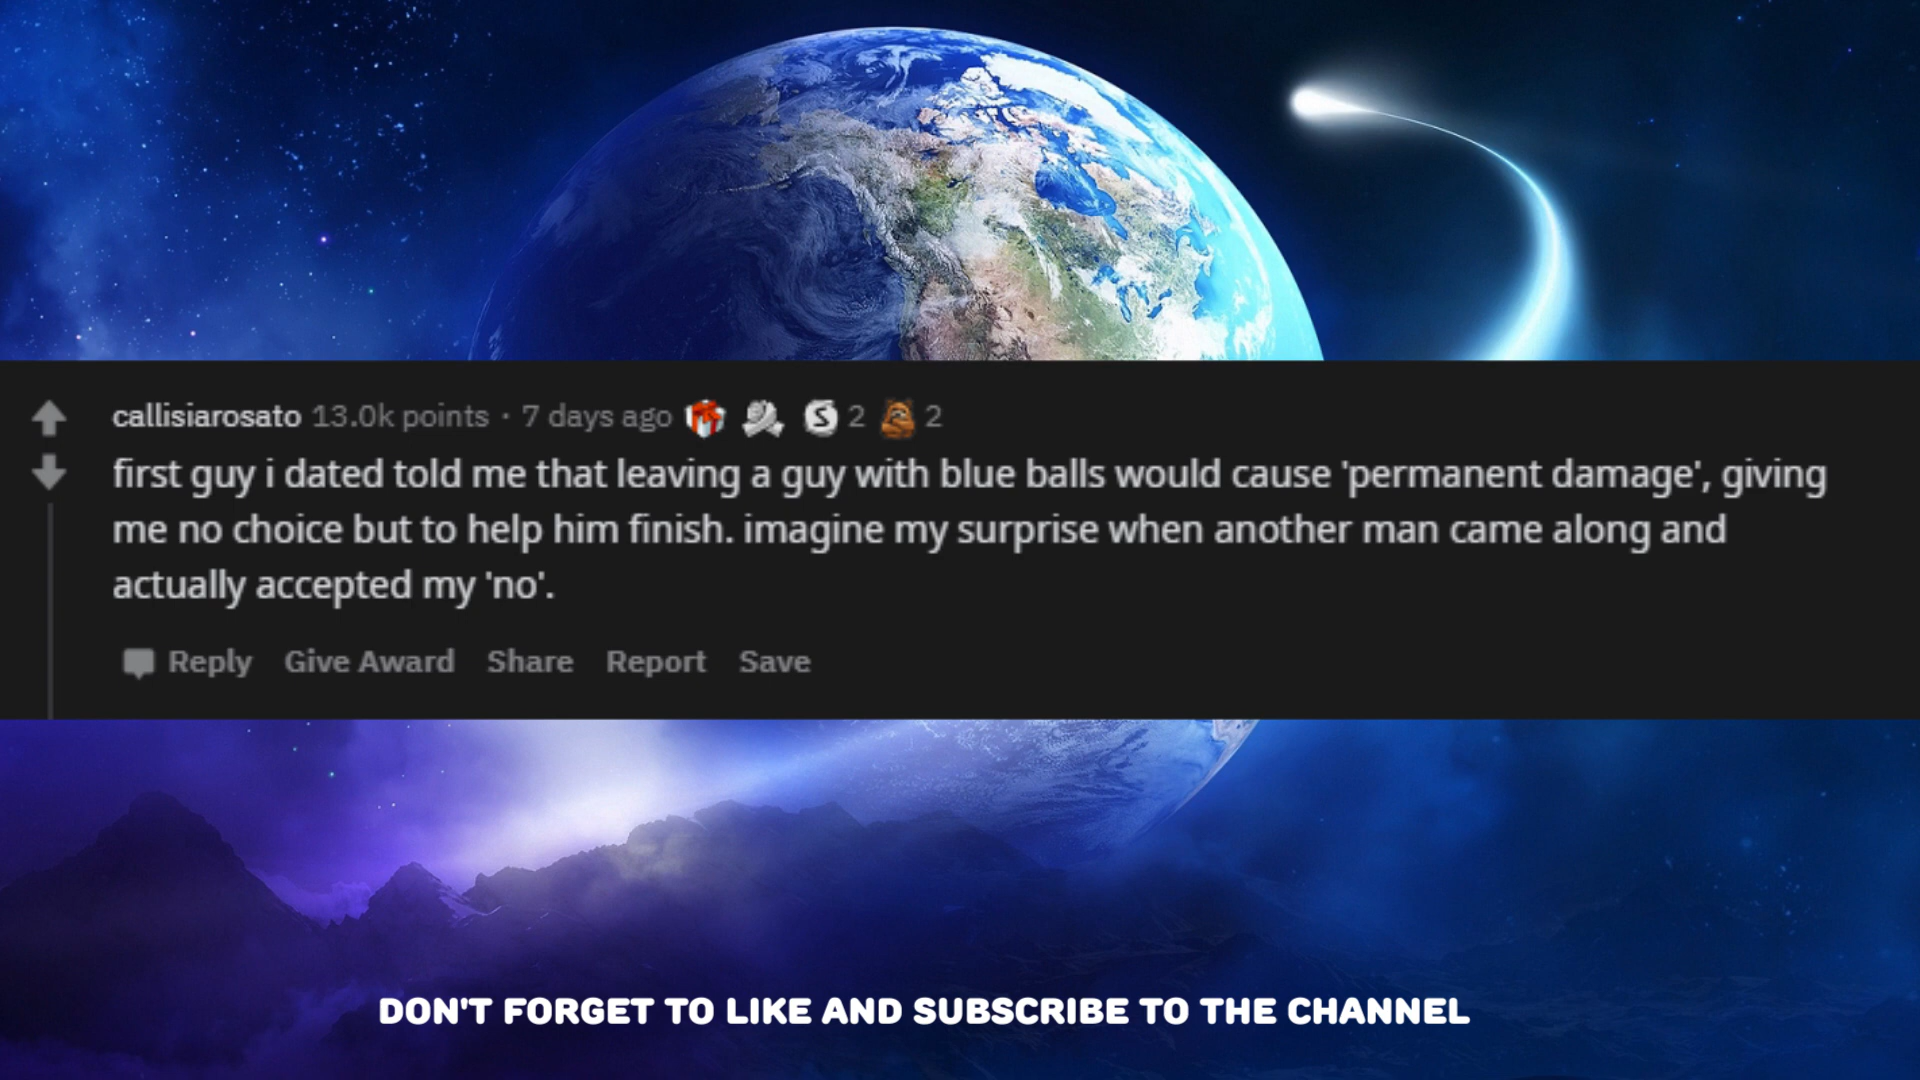 callisiarosato 13.0k points · 7 days ago 2 2
first guy i dated told me that leaving a guy with blue balls would cause 'permanent damage', giving
me no choice but to help him finish. imagine my surprise when another man came along and
actually accepted my 'no'.
Reply Give Award Share Report Save
DON'T FORGET TO LIKE AND SUBSCRIBE TO THE CHANNEL